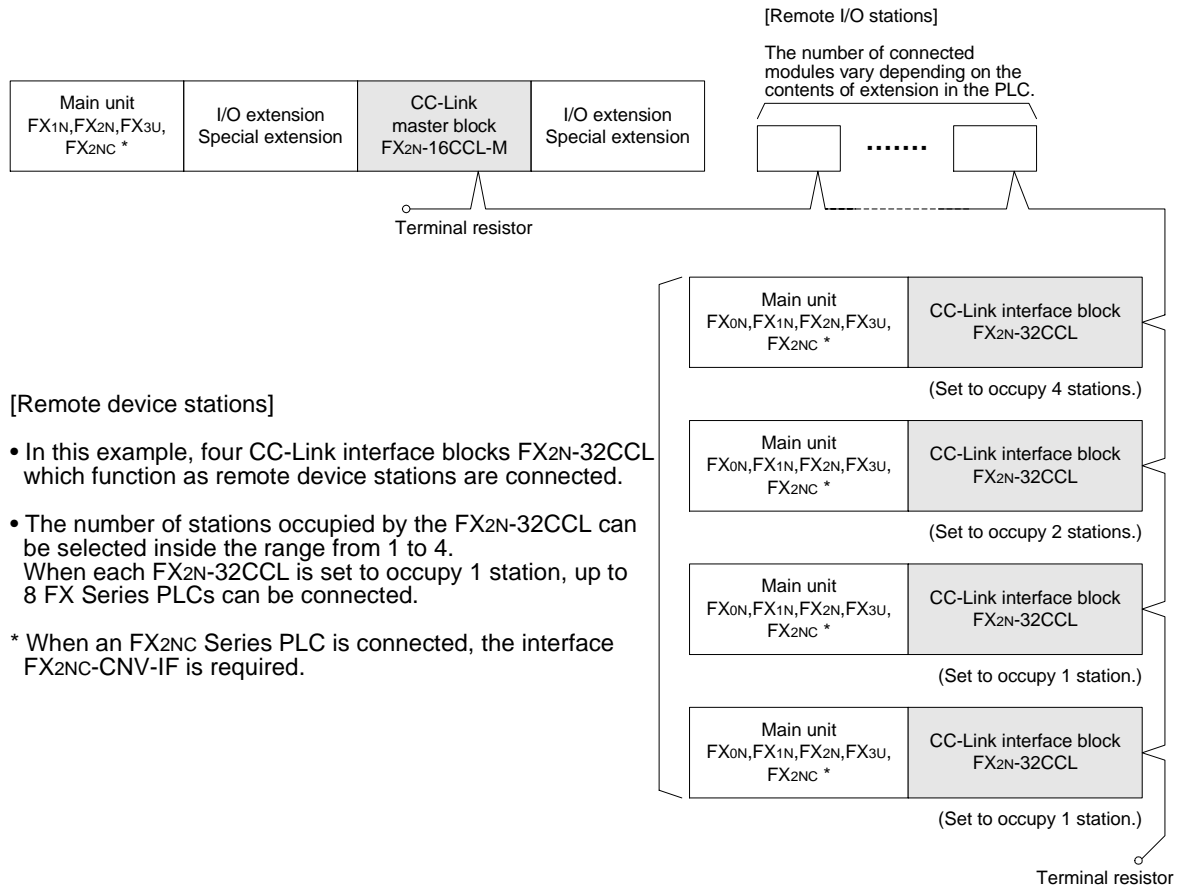 [Remote I/O stations]
The number of connected
modules vary depending on the
contents of extension in the PLC.
Main unit
FX1N,FX2N,FX3U,
FX2NC *
I/O extension
Special extension
CC-Link
master block
FX2N-16CCL-M
I/O extension
Special extension
Terminal resistor
Main unit
FX0N,FX1N,FX2N,FX3U,
FX2NC *
CC-Link interface block
FX2N-32CCL
(Set to occupy 4 stations.)
Main unit
FX0N,FX1N,FX2N,FX3U,
FX2NC *
CC-Link interface block
FX2N-32CCL
(Set to occupy 2 stations.)
Main unit
FX0N,FX1N,FX2N,FX3U,
FX2NC *
CC-Link interface block
FX2N-32CCL
(Set to occupy 1 station.)
Main unit
FX0N,FX1N,FX2N,FX3U,
FX2NC *
CC-Link interface block
FX2N-32CCL
(Set to occupy 1 station.)
Terminal resistor
[Remote device stations]
• In this example, four CC-Link interface blocks FX2N-32CCL
which function as remote device stations are connected.
• The number of stations occupied by the FX2N-32CCL can
be selected inside the range from 1 to 4.
When each FX2N-32CCL is set to occupy 1 station, up to
8 FX Series PLCs can be connected.
* When an FX2NC Series PLC is connected, the interface
FX2NC-CNV-IF is required.